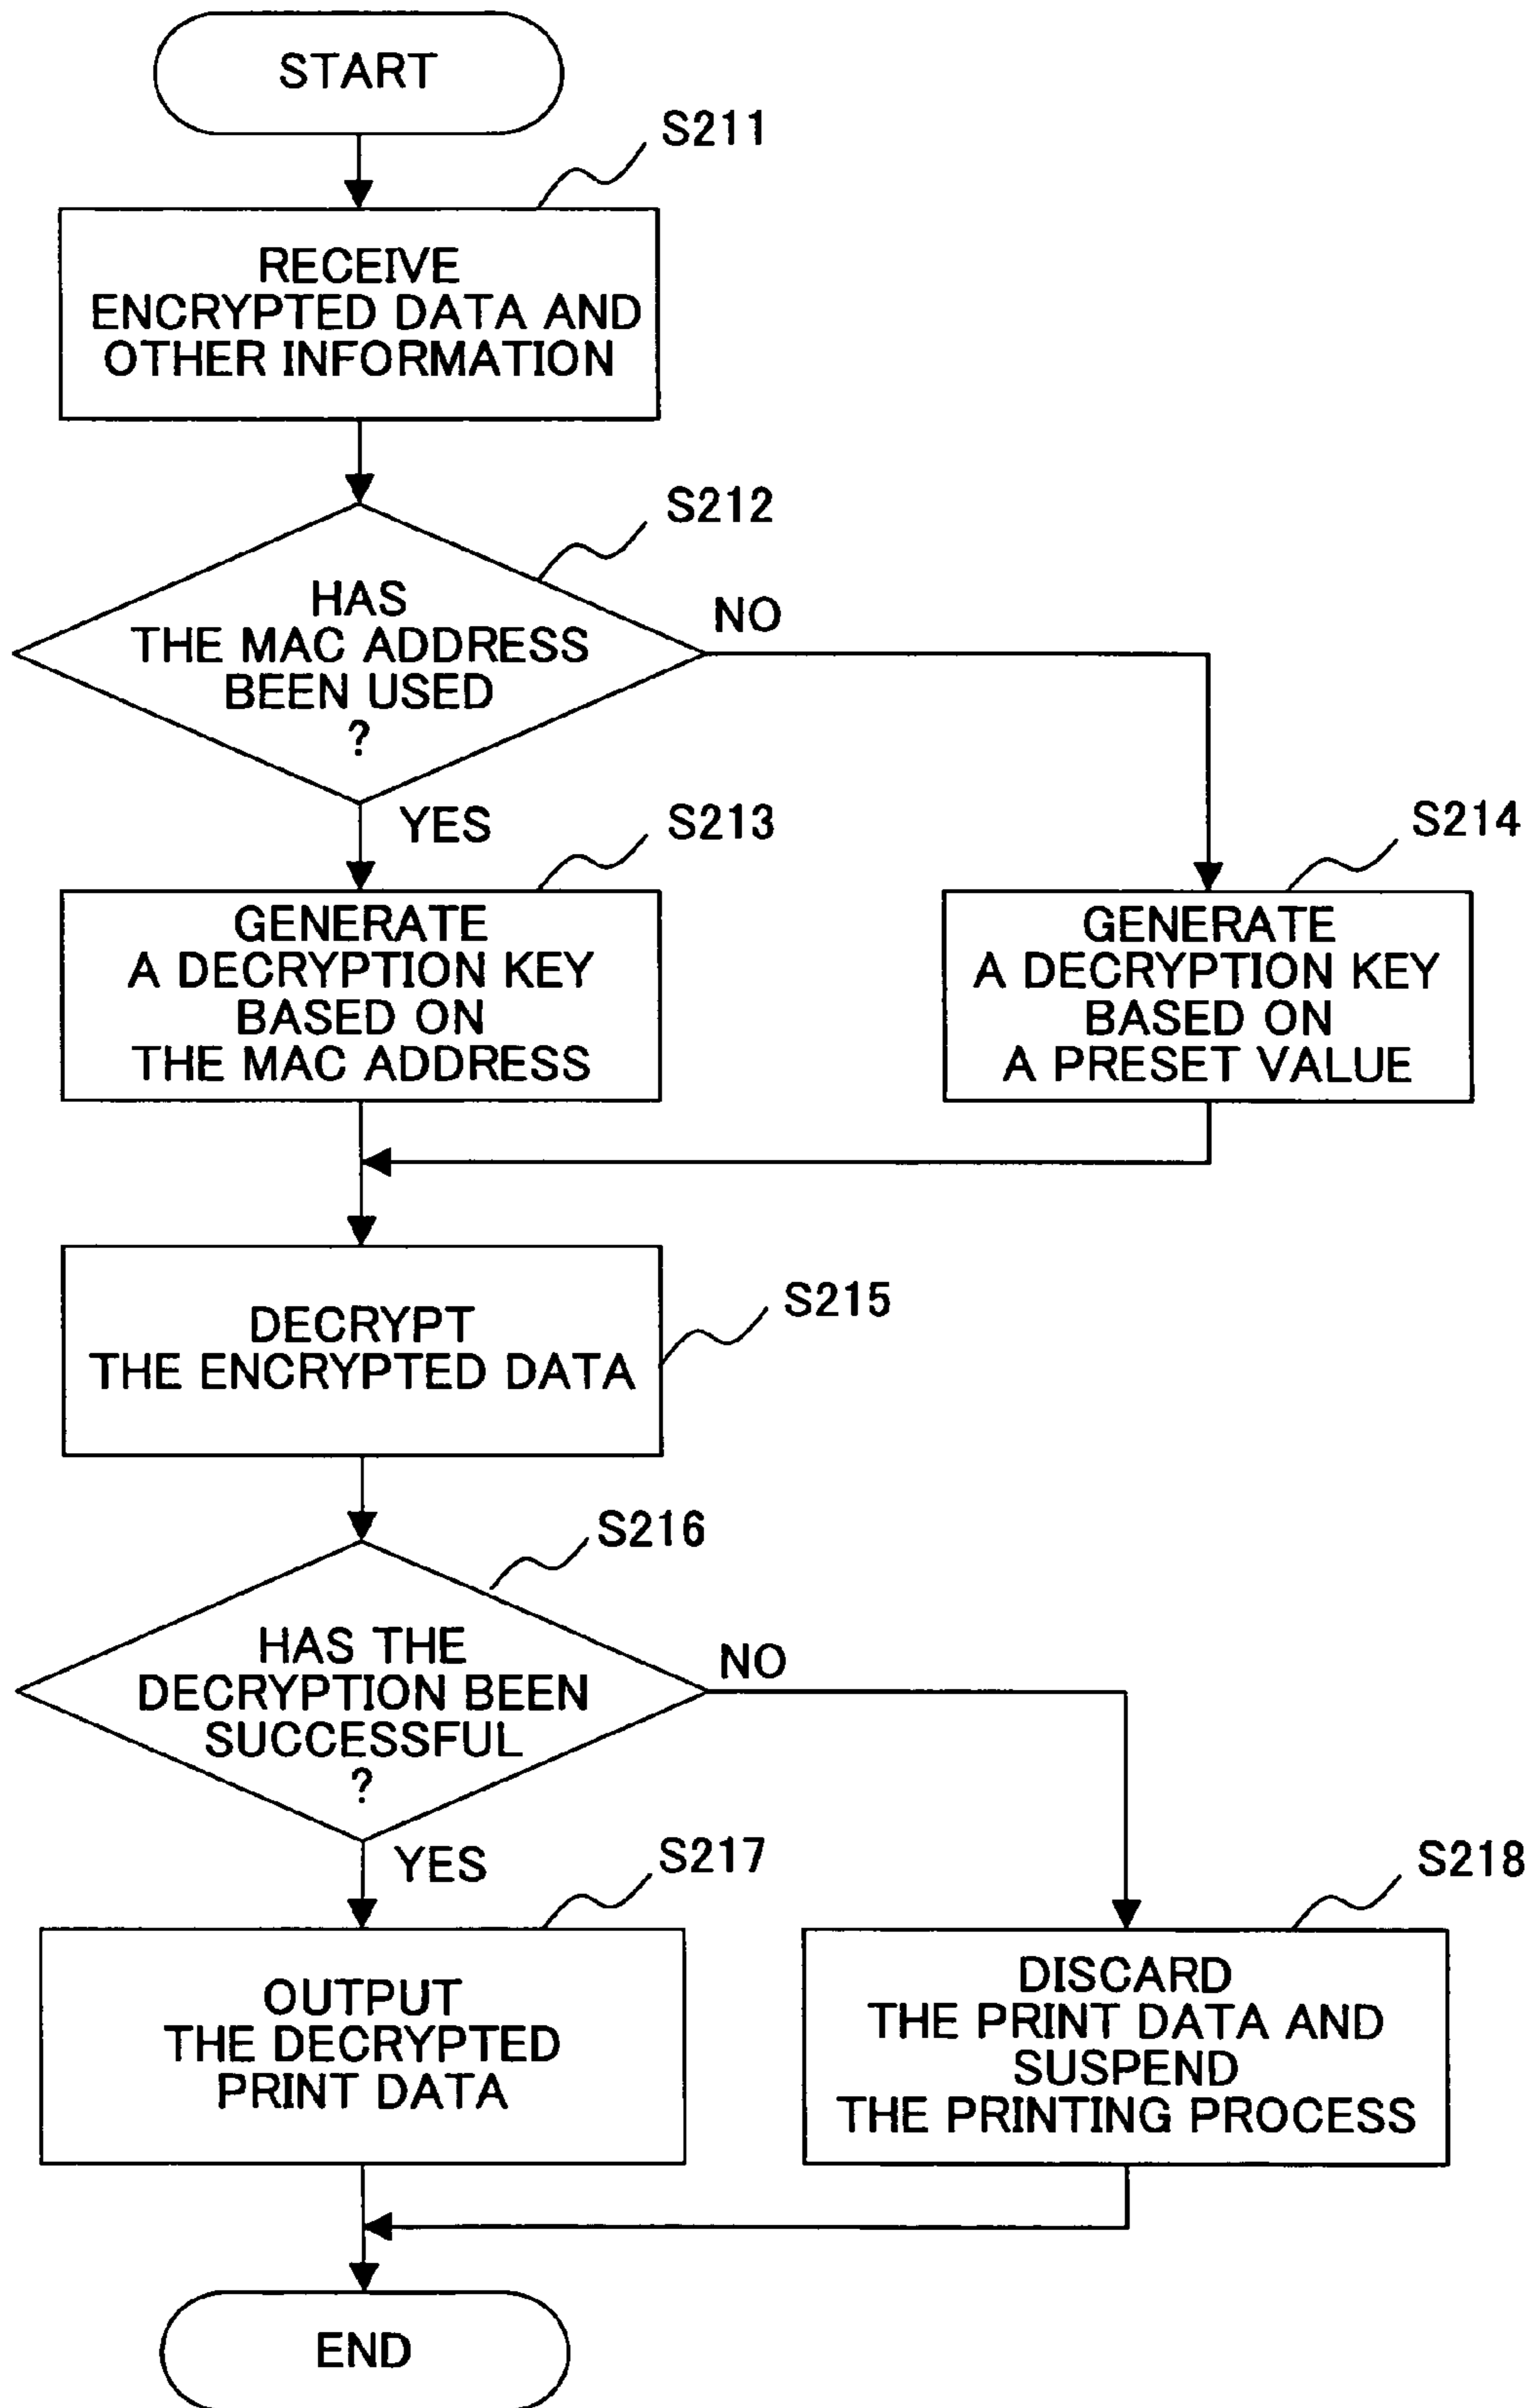 START
S211
RECEIVE
ENCRYPTED DATA AND
OTHER INFORMATION
S212
HAS
THE MAC ADDRESS
BEEN USED
?
NO
YES
S213
S214
GENERATE
A DECRYPTION KEY
BASED ON
THE MAC ADDRESS
GENERATE
A DECRYPTION KEY
BASED ON
A PRESET VALUE
DECRYPT
THE ENCRYPTED DATA
S215
S216
HAS THE
DECRYPTION BEEN
SUCCESSFUL
?
NO
YES
S217
S218
OUTPUT
THE DECRYPTED
PRINT DATA
DISCARD
THE PRINT DATA AND
SUSPEND
THE PRINTING PROCESS
END